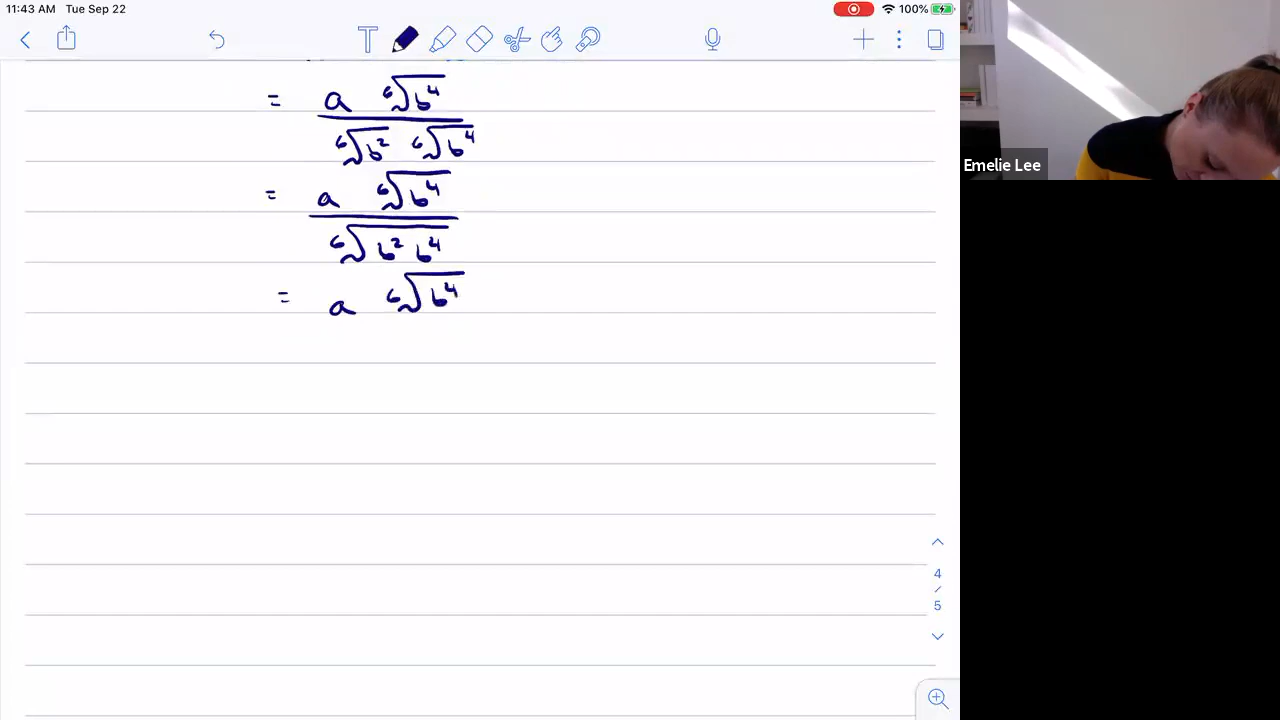 11:43 AM Tue Sep 22 100%
T
= a ⁶√b⁴
⁶√b² ⁶√b⁴
Emelie Lee
= a ⁶√b⁴
⁶√b² b⁴
= a ⁶√b⁴
4
/
5